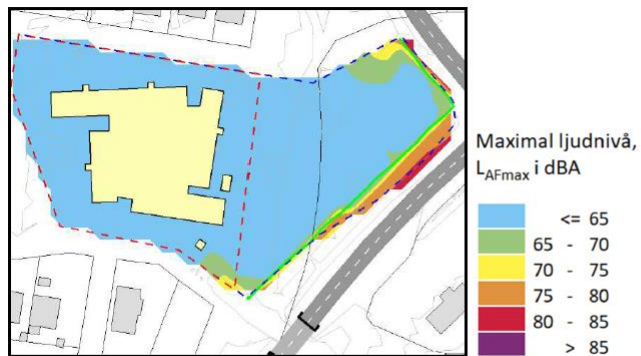 Maximal ljudnivå,
LAFmax i dBA
<= 65
65 - 70
70 - 75
75 - 80
80 - 85
> 85